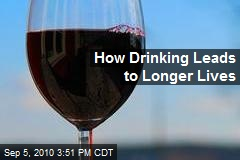 How Drinking Leads
to Longer Lives
Sep 5, 2010 3:51 PM CDT